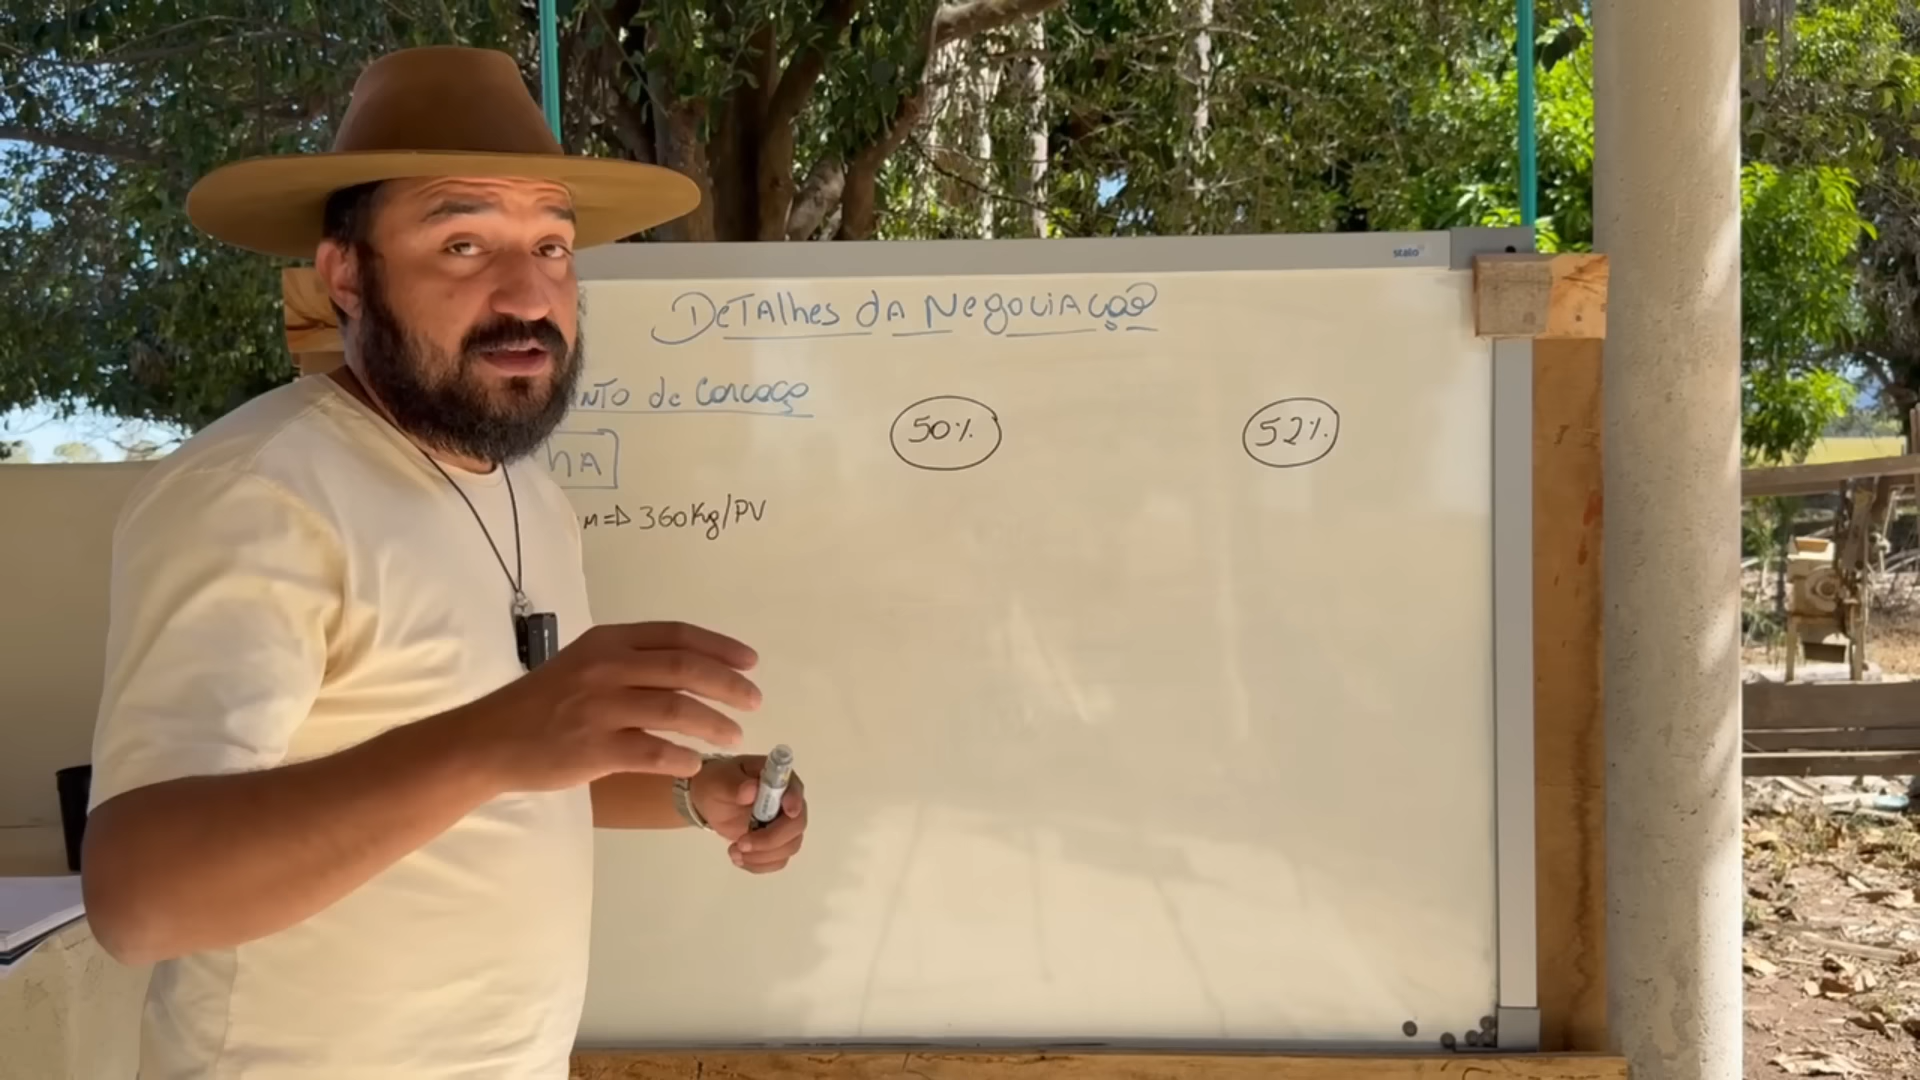 stalo
DeTAlhes dA NegociAção
NTO de Carcaça
50%
52%
hA
M=> 360Kg/PV